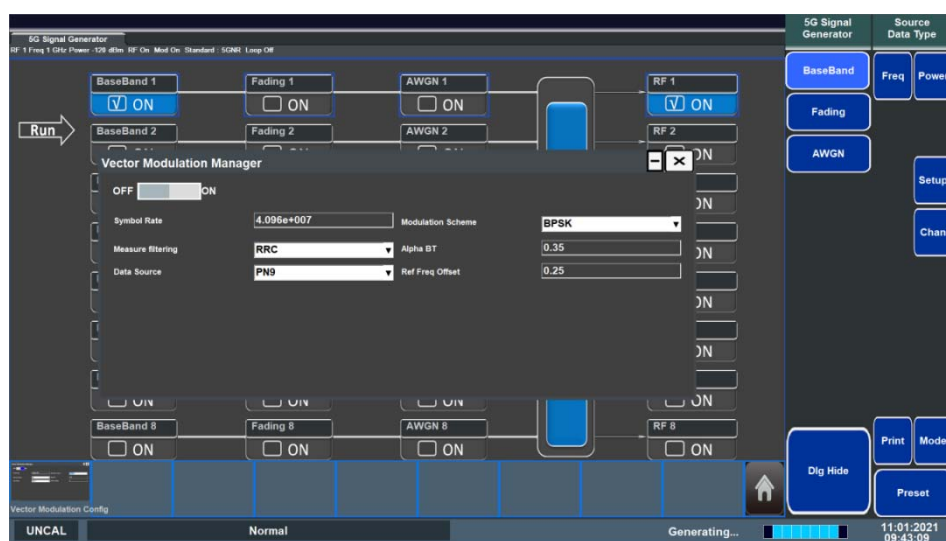 5G Signal Generator
RF 1 Freq 1 GHz Power -120 dBm RF On Mod On Standard : 5GNR Loop Off
5G Signal Generator
Source Data Type
BaseBand
Freq
Power
Fading
AWGN
Setup
Chan
Run
BaseBand 1
Fading 1
AWGN 1
RF 1
ON
ON
ON
ON
BaseBand 2
Fading 2
AWGN 2
RF 2
ON
Vector Modulation Manager
OFF
ON
Symbol Rate
4.096e+007
Modulation Scheme
BPSK
Measure filtering
RRC
Alpha BT
0.35
Data Source
PN9
Ref Freq Offset
0.25
ON
ON
ON
ON
ON
ON
ON
ON
ON
BaseBand 8
Fading 8
AWGN 8
RF 8
ON
ON
ON
ON
Dlg Hide
Print
Mode
Preset
Vector Modulation Config
UNCAL
Normal
Generating...
11:01:2021
09:43:09